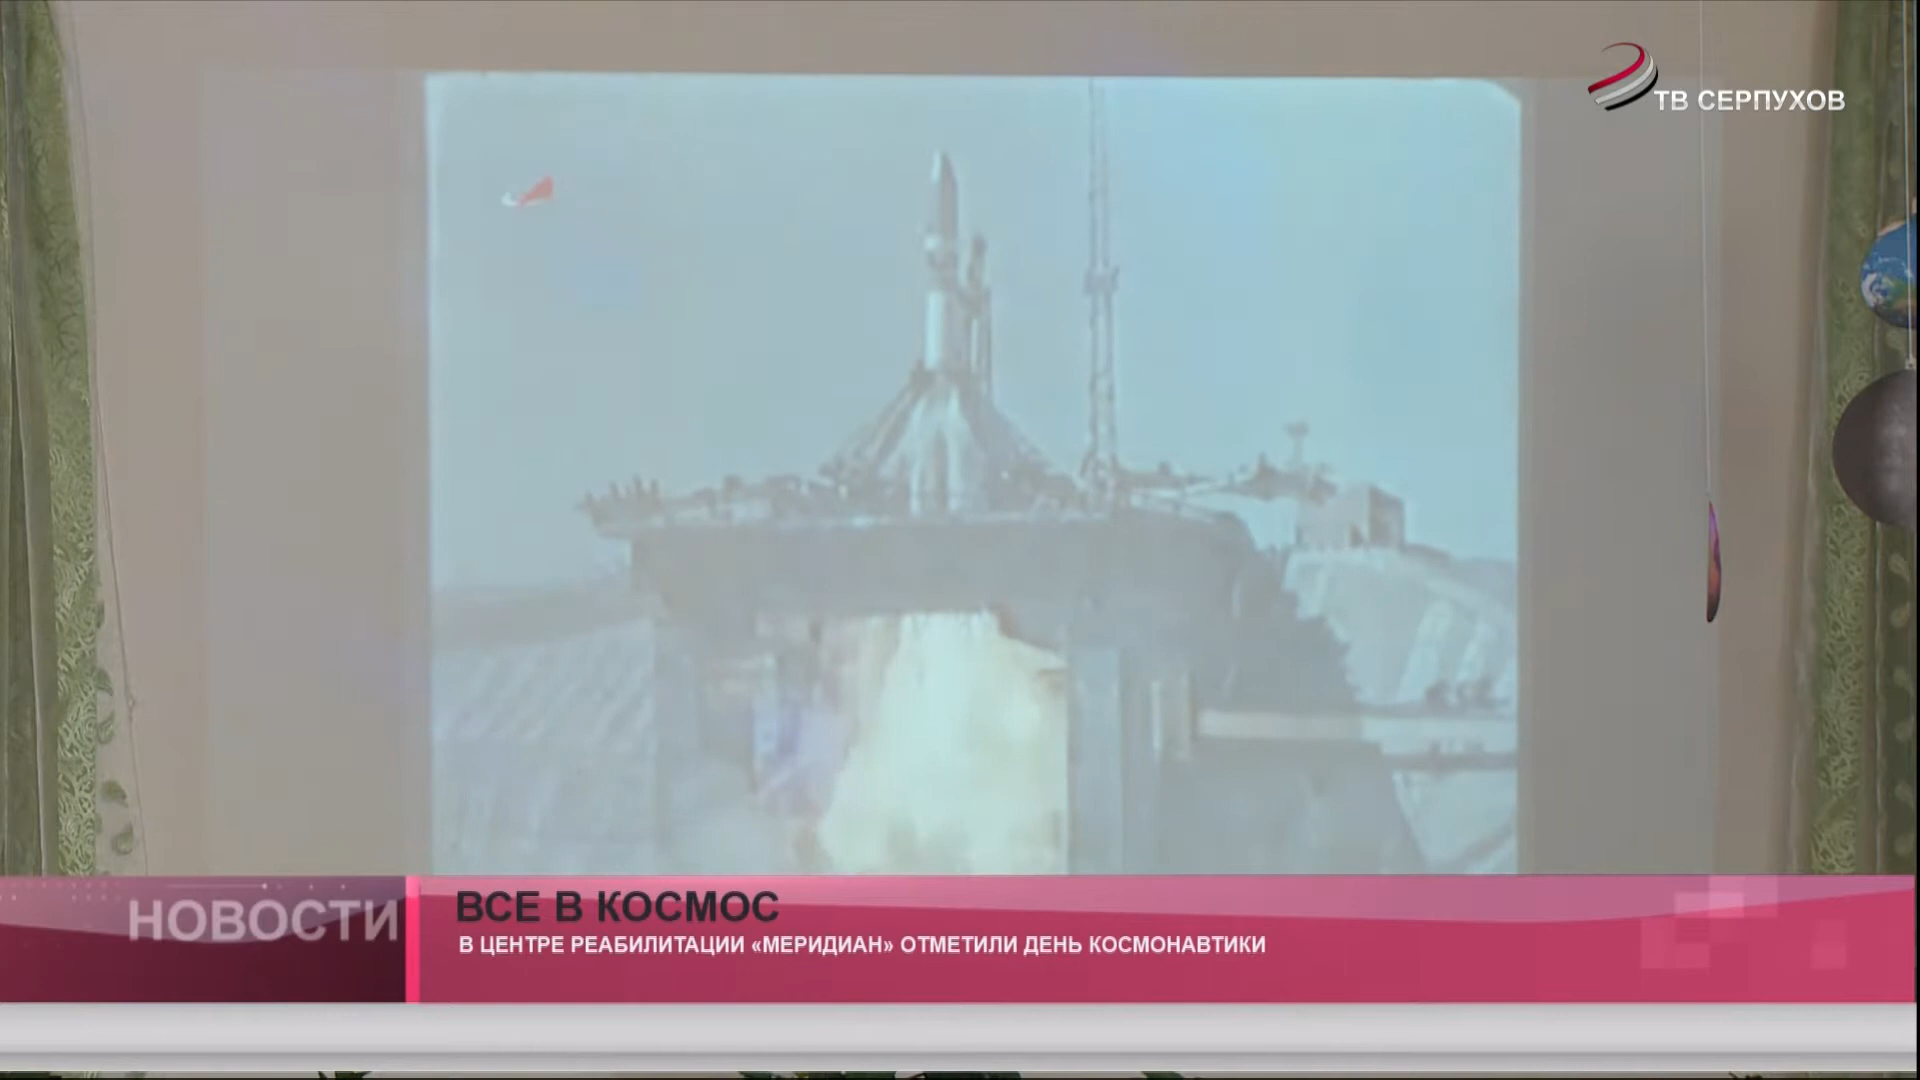 ТВ СЕРПУХОВ
НОВОСТИ
ВСЕ В КОСМОС
В ЦЕНТРЕ РЕАБИЛИТАЦИИ «МЕРИДИАН» ОТМЕТИЛИ ДЕНЬ КОСМОНАВТИКИ